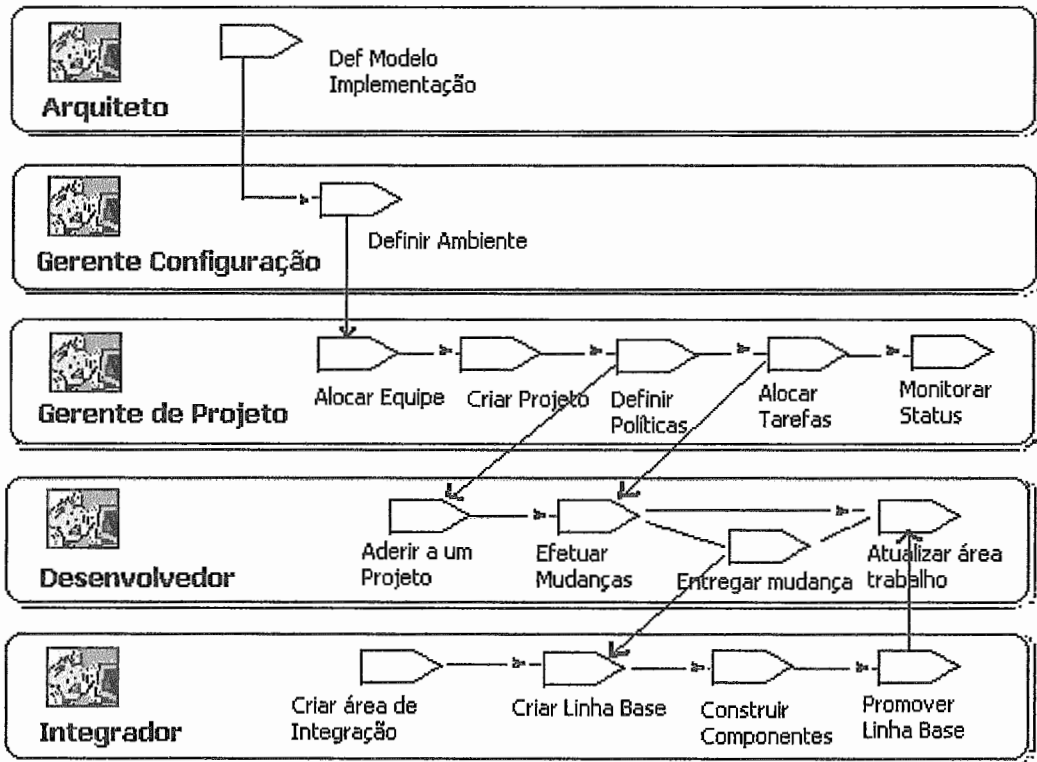 Def Modelo
Implementação
Arquiteto
Definir Ambiente
Gerente Configuração
Alocar Equipe
Criar Projeto
Definir
Políticas
Alocar
Tarefas
Monitorar
Status
Gerente de Projeto
Aderir a um
Projeto
Efetuar
Mudanças
Entregar mudança
Atualizar área
trabalho
Desenvolvedor
Criar área de
Integração
Criar Linha Base
Construir
Componentes
Promover
Linha Base
Integrador